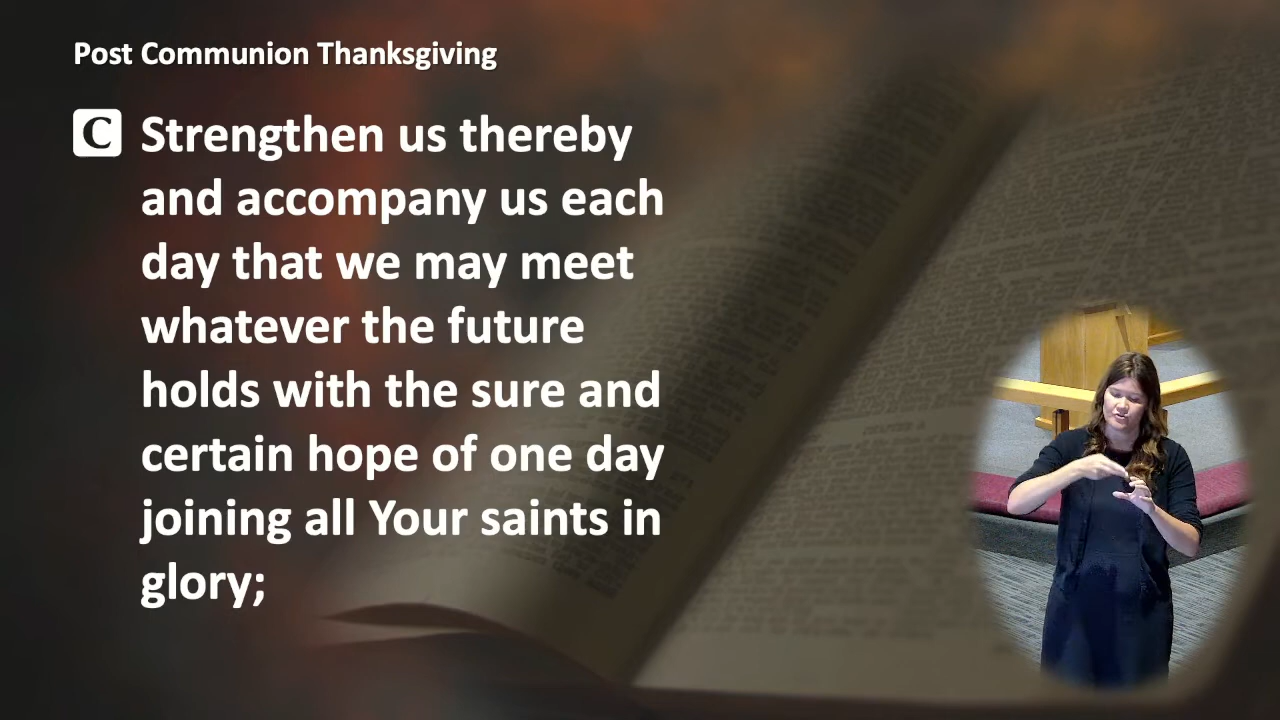 Post Communion Thanksgiving
C Strengthen us thereby
and accompany us each
day that we may meet
whatever the future
holds with the sure and
certain hope of one day
joining all Your saints in
glory;